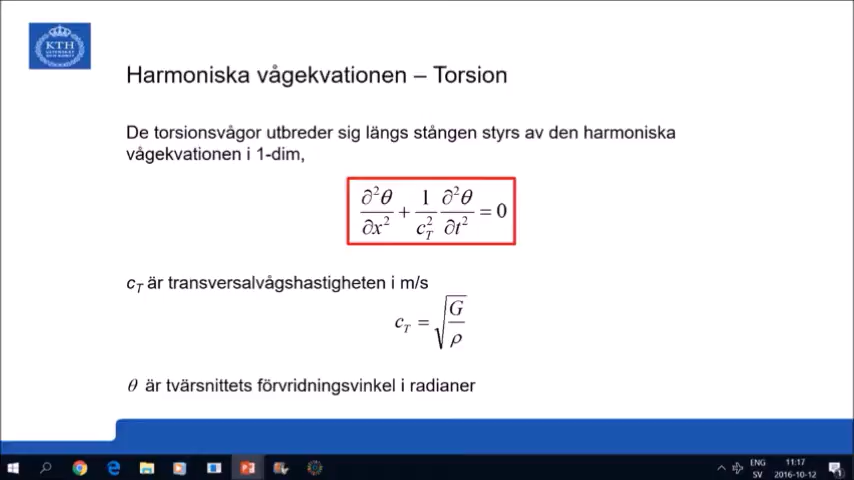 KTH
Harmoniska vågekvationen – Torsion
De torsionsvågor utbreder sig längs stången styrs av den harmoniska
vågekvationen i 1-dim,
∂²θ/∂x² + 1/c_T² ∂²θ/∂t² = 0
c_T är transversalvågshastigheten i m/s
c_T = √(G/ρ)
θ är tvärsnittets förvridningsvinkel i radianer
ENG 11:17
SV 2016-10-12